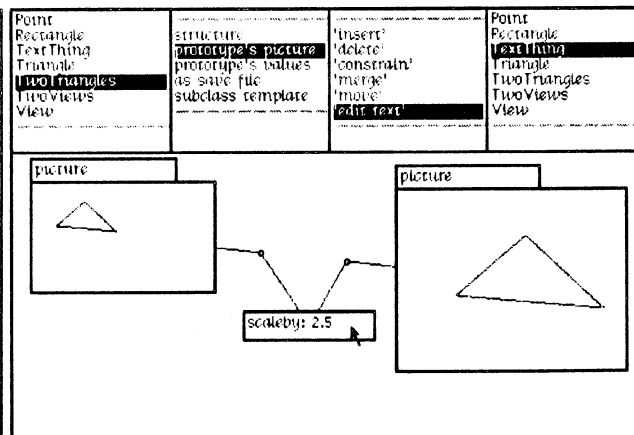 Point
Rectangle
TextThing
Triangle
TwoTriangles
TwoViews
View
structure
prototype's picture
prototype's values
as save file
subclass template
'insert'
'delete'
'constrain'
'merge'
'move'
'edit text'
Point
Rectangle
TextThing
Triangle
TwoTriangles
TwoViews
View
picture
picture
scaleby: 2.5